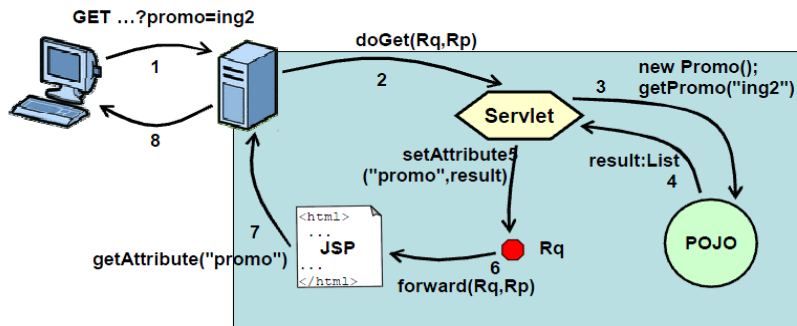 GET ...?promo=ing2
1
8
doGet(Rq,Rp)
2
Servlet
new Promo();
3
getPromo("ing2")
setAttribute5
("promo",result)
result:List
4
POJO
Rq
6
forward(Rq,Rp)
<html>
...
JSP
...
</html>
7
getAttribute("promo")